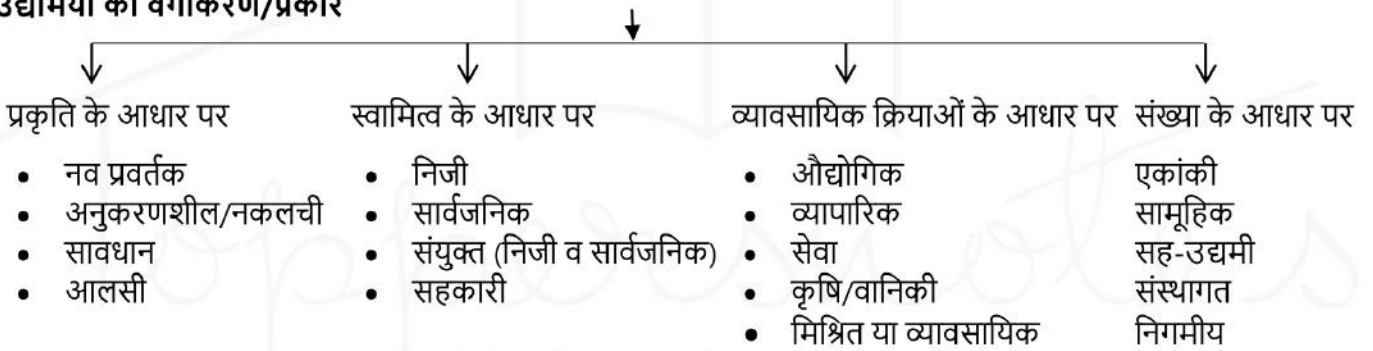 उद्यमियों का वर्गीकरण/प्रकार
प्रकृति के आधार पर
• नव प्रवर्तक
• अनुकरणशील/नकलची
• सावधान
• आलसी
स्वामित्व के आधार पर
• निजी
• सार्वजनिक
• संयुक्त (निजी व सार्वजनिक)
• सहकारी
व्यावसायिक क्रियाओं के आधार पर
• औद्योगिक
• व्यापारिक
• सेवा
• कृषि/वानिकी
• मिश्रित या व्यावसायिक
संख्या के आधार पर
एकांकी
सामूहिक
सह-उद्यमी
संस्थागत
निगमीय
Toppersnotes